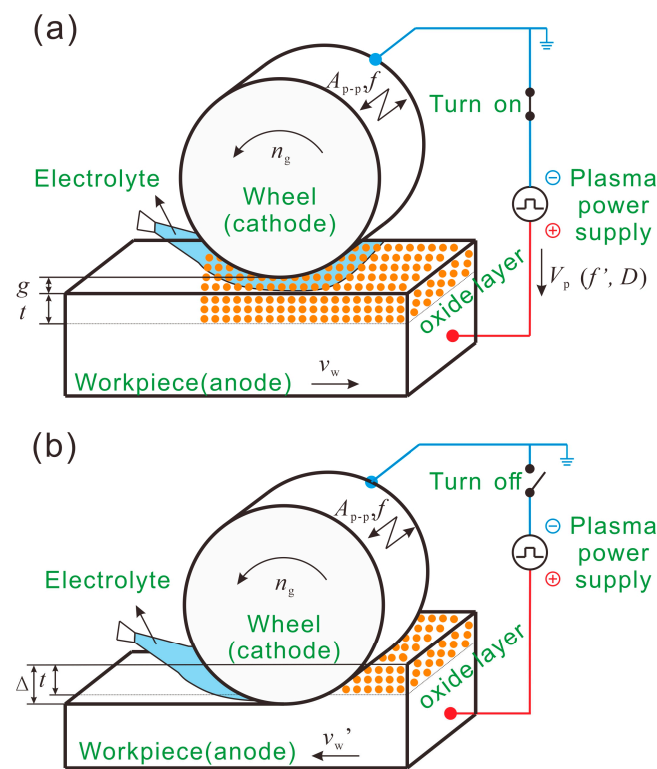 (a)
Ap-p, f
Turn on
ng
Electrolyte
Wheel
(cathode)
⊖ Plasma
power
⊕ supply
g
t
oxide layer
Vp (f', D)
Workpiece(anode)
vw
(b)
Turn off
Ap-p, f
⊖ Plasma
power
⊕ supply
Electrolyte
ng
Wheel
(cathode)
Δ t
oxide layer
Workpiece(anode)
vw'